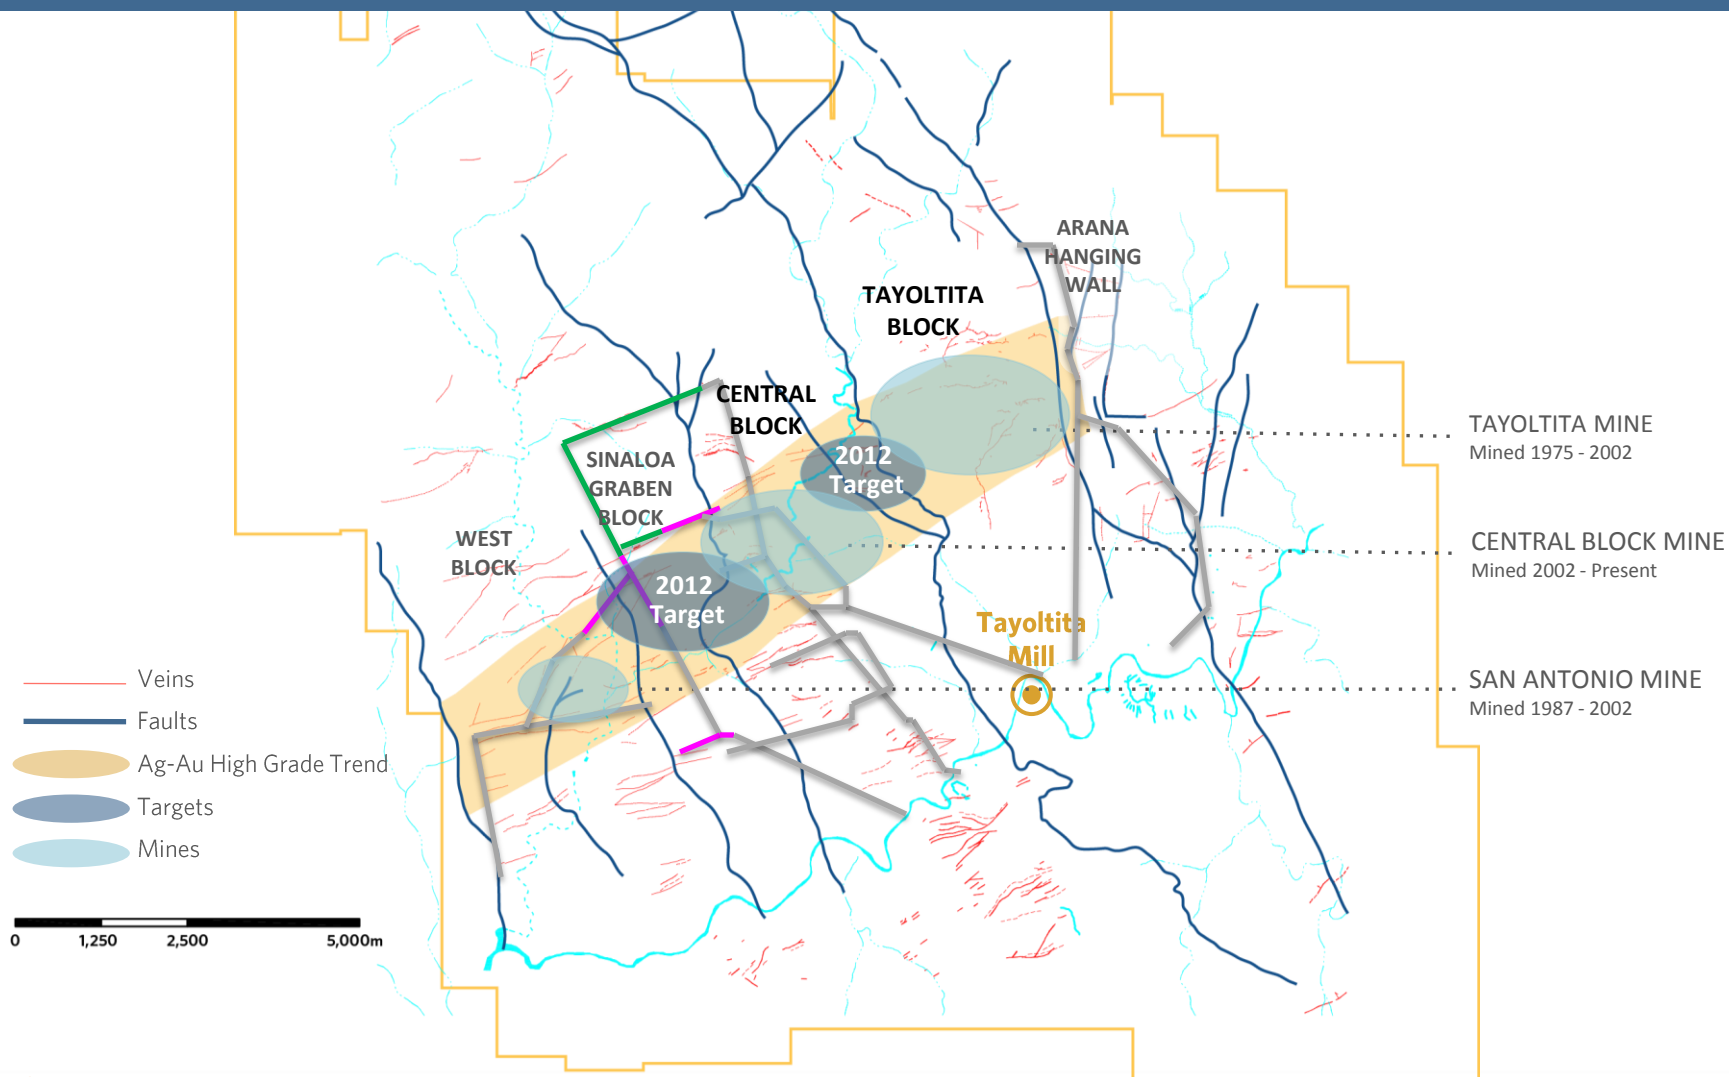 ARANA
HANGING
WALL
TAYOLTITA
BLOCK
CENTRAL
BLOCK
SINALOA
GRABEN
BLOCK
WEST
BLOCK
2012
Target
2012
Target
Tayoltita
Mill
TAYOLTITA MINE
Mined 1975 - 2002
CENTRAL BLOCK MINE
Mined 2002 - Present
SAN ANTONIO MINE
Mined 1987 - 2002
Veins
Faults
Ag-Au High Grade Trend
Targets
Mines
0 1,250 2,500 5,000m